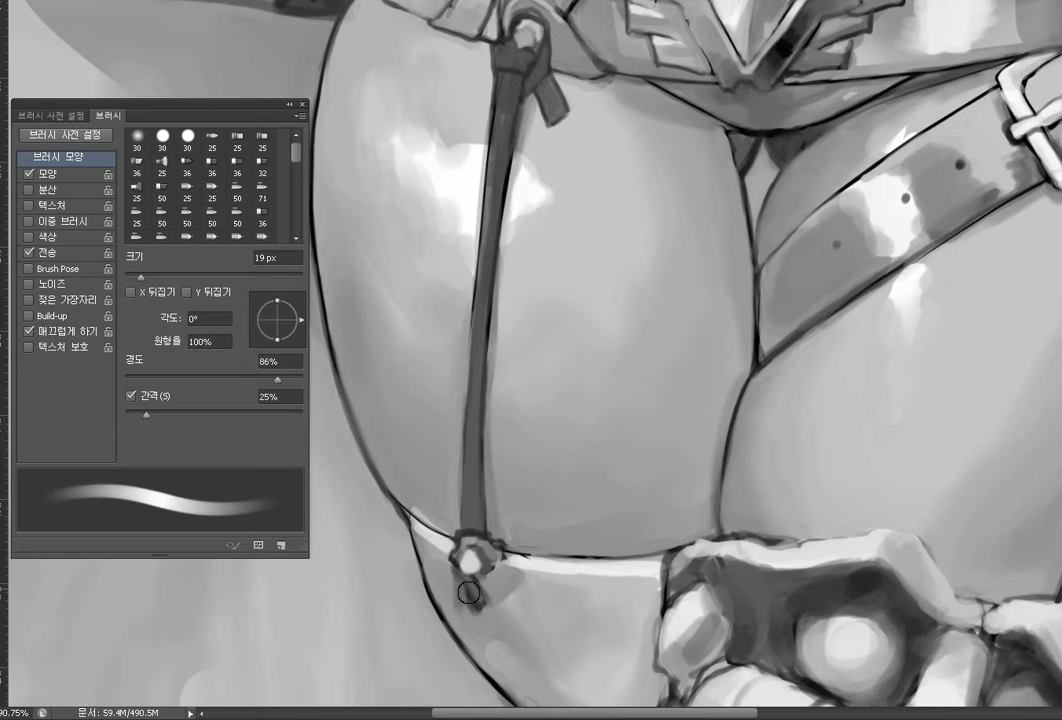 브러시 사전 설정 브러시
브러시 사전 설정
브러시 모양
모양
분산
텍스처
이중 브러시
색상
전송
Brush Pose
노이즈
젖은 가장자리
Build-up
매끄럽게 하기
텍스처 보호
30 30 30 25 25 25
36 25 36 36 36 32
25 50 25 25 50 71
25 50 50 50 50 36
크기 19 px
X 뒤집기 Y 뒤집기
각도: 0°
원형율 100%
경도 86%
간격(S) 25%
90.75% 문서: 59.4M/490.5M